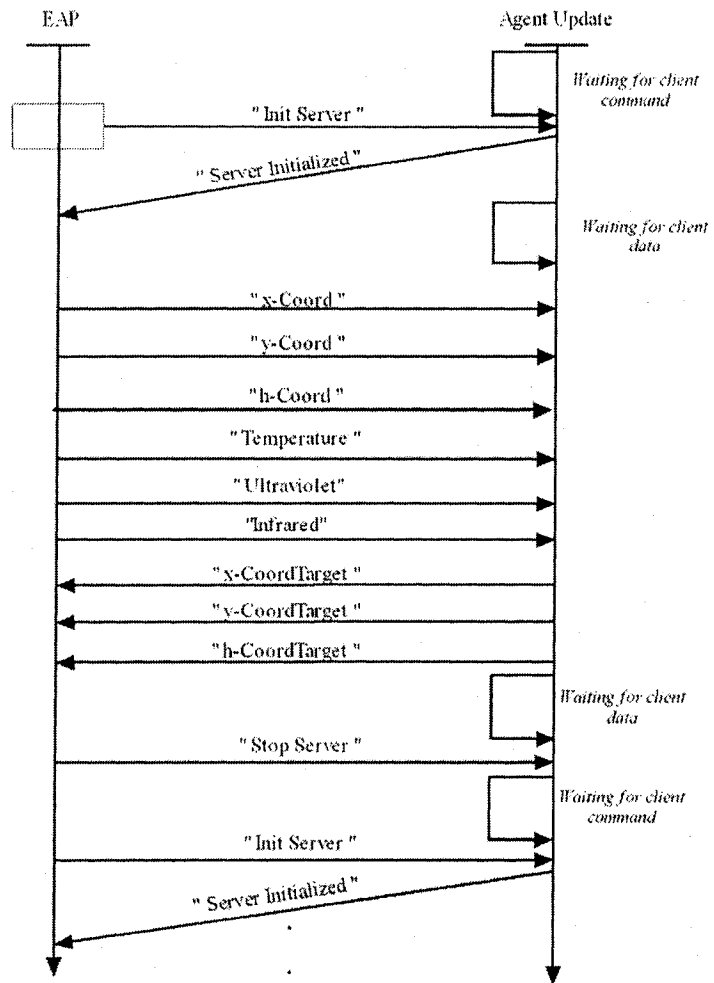 EAP
Agent Update
Waiting for client
command
" Init Server "
" Server Initialized "
Waiting for client
data
" x-Coord "
" y-Coord "
" h-Coord "
" Temperature "
" Ultraviolet"
"Infrared"
" x-CoordTarget "
" y-CoordTarget "
" h-CoordTarget "
Waiting for client
data
" Stop Server "
Waiting for client
command
" Init Server "
" Server Initialized "